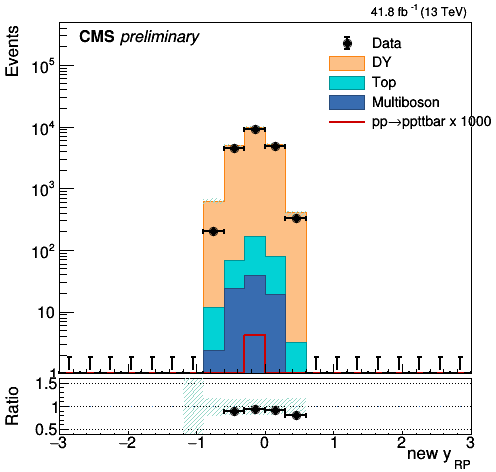 41.8 fb⁻¹ (13 TeV)
CMS preliminary
Events
Data
DY
Top
Multiboson
pp→ppttbar x 1000
10⁵
10⁴
10³
10²
10
1
Ratio
1.5
1
0.5
−3 −2 −1 0 1 2 3
new y_RP